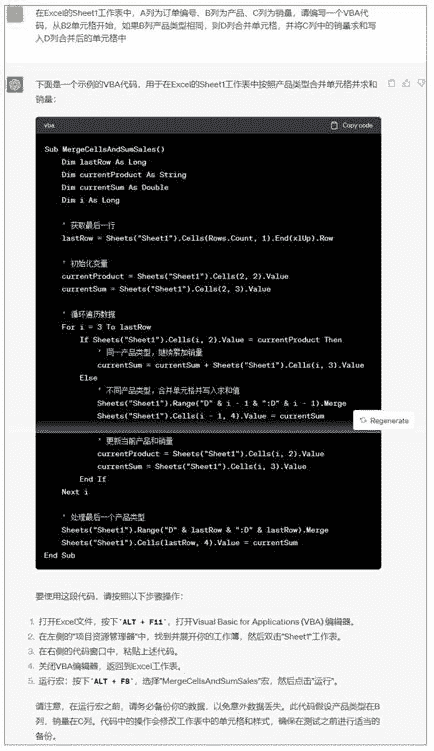 在Excel的Sheet1工作表中，A列为订单编号、B列为产品、C列为销量，请编写一个VBA代
码，从B2单元格开始，如果B列产品类型相同，则D列合并单元格，并将C列中的销量求和写
入D列合并后的单元格中
下面是一个示例的VBA代码，用于在Excel的Sheet1工作表中按照产品类型合并单元格并求和
销量：
vba
Copy code
Sub MergeCellsAndSumSales()
Dim lastRow As Long
Dim currentProduct As String
Dim currentSum As Double
Dim i As Long
' 获取最后一行
lastRow = Sheets("Sheet1").Cells(Rows.Count, 1).End(xlUp).Row
' 初始化变量
currentProduct = Sheets("Sheet1").Cells(2, 2).Value
currentSum = Sheets("Sheet1").Cells(2, 3).Value
' 循环遍历数据
For i = 3 To lastRow
If Sheets("Sheet1").Cells(i, 2).Value = currentProduct Then
' 同一产品类型，继续累加销量
currentSum = currentSum + Sheets("Sheet1").Cells(i, 3).Value
Else
' 不同产品类型，合并单元格并写入求和值
Sheets("Sheet1").Range("D" & i - 1 & ":D" & i - 1).Merge
Sheets("Sheet1").Cells(i - 1, 4).Value = currentSum
Regenerate
' 更新当前产品和销量
currentProduct = Sheets("Sheet1").Cells(i, 2).Value
currentSum = Sheets("Sheet1").Cells(i, 3).Value
End If
Next i
' 处理最后一个产品类型
Sheets("Sheet1").Range("D" & lastRow & ":D" & lastRow).Merge
Sheets("Sheet1").Cells(lastRow, 4).Value = currentSum
End Sub
要使用这段代码，请按照以下步骤操作：
1. 打开Excel文件，按下`ALT + F11`，打开Visual Basic for Applications (VBA) 编辑器。
2. 在左侧的"项目资源管理器"中，找到并展开你的工作簿，然后双击"Sheet1"工作表。
3. 在右侧的代码窗口中，粘贴上述代码。
4. 关闭VBA编辑器，返回到Excel工作表。
5. 运行宏：按下`ALT + F8`，选择"MergeCellsAndSumSales"宏，然后点击"运行"。
请注意，在运行宏之前，请务必备份你的数据，以免意外数据丢失。此代码假设产品类型在B
列，销量在C列。代码中的操作会修改工作表中的单元格和样式，确保在测试之前进行适当的
备份。